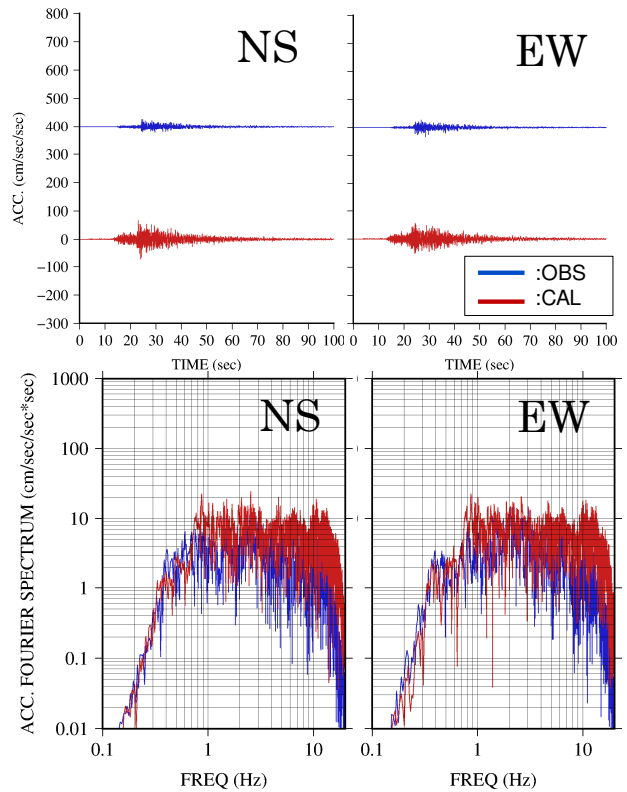 NS
EW
ACC. (cm/sec/sec)
800
700
600
500
400
300
200
100
0
−100
−200
−300
0 10 20 30 40 50 60 70 80 90 100
0 10 20 30 40 50 60 70 80 90 100
TIME (sec)
TIME (sec)
:OBS
:CAL
NS
EW
ACC. FOURIER SPECTRUM (cm/sec/sec*sec)
1000
100
10
1
0.1
0.01
0.1 1 10
0.1 1 10
FREQ (Hz)
FREQ (Hz)